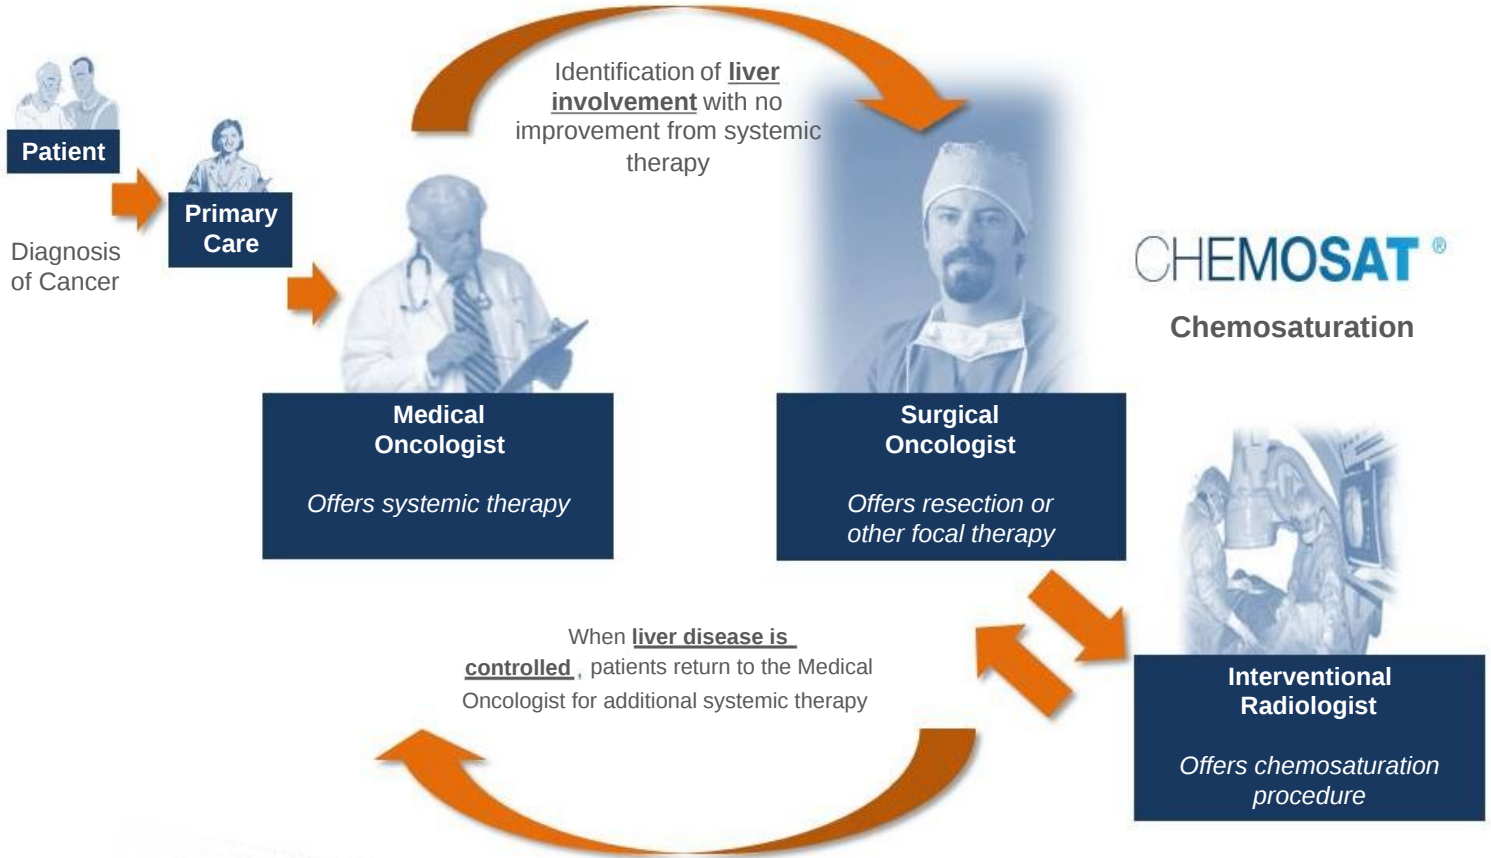 Patient
Primary
Care
Diagnosis
of Cancer
Identification of liver
involvement with no
improvement from systemic
therapy
CHEMOSAT ®
Chemosaturation
Medical
Oncologist
Offers systemic therapy
Surgical
Oncologist
Offers resection or
other focal therapy
When liver disease is
controlled , patients return to the Medical
Oncologist for additional systemic therapy
Interventional
Radiologist
Offers chemosaturation
procedure